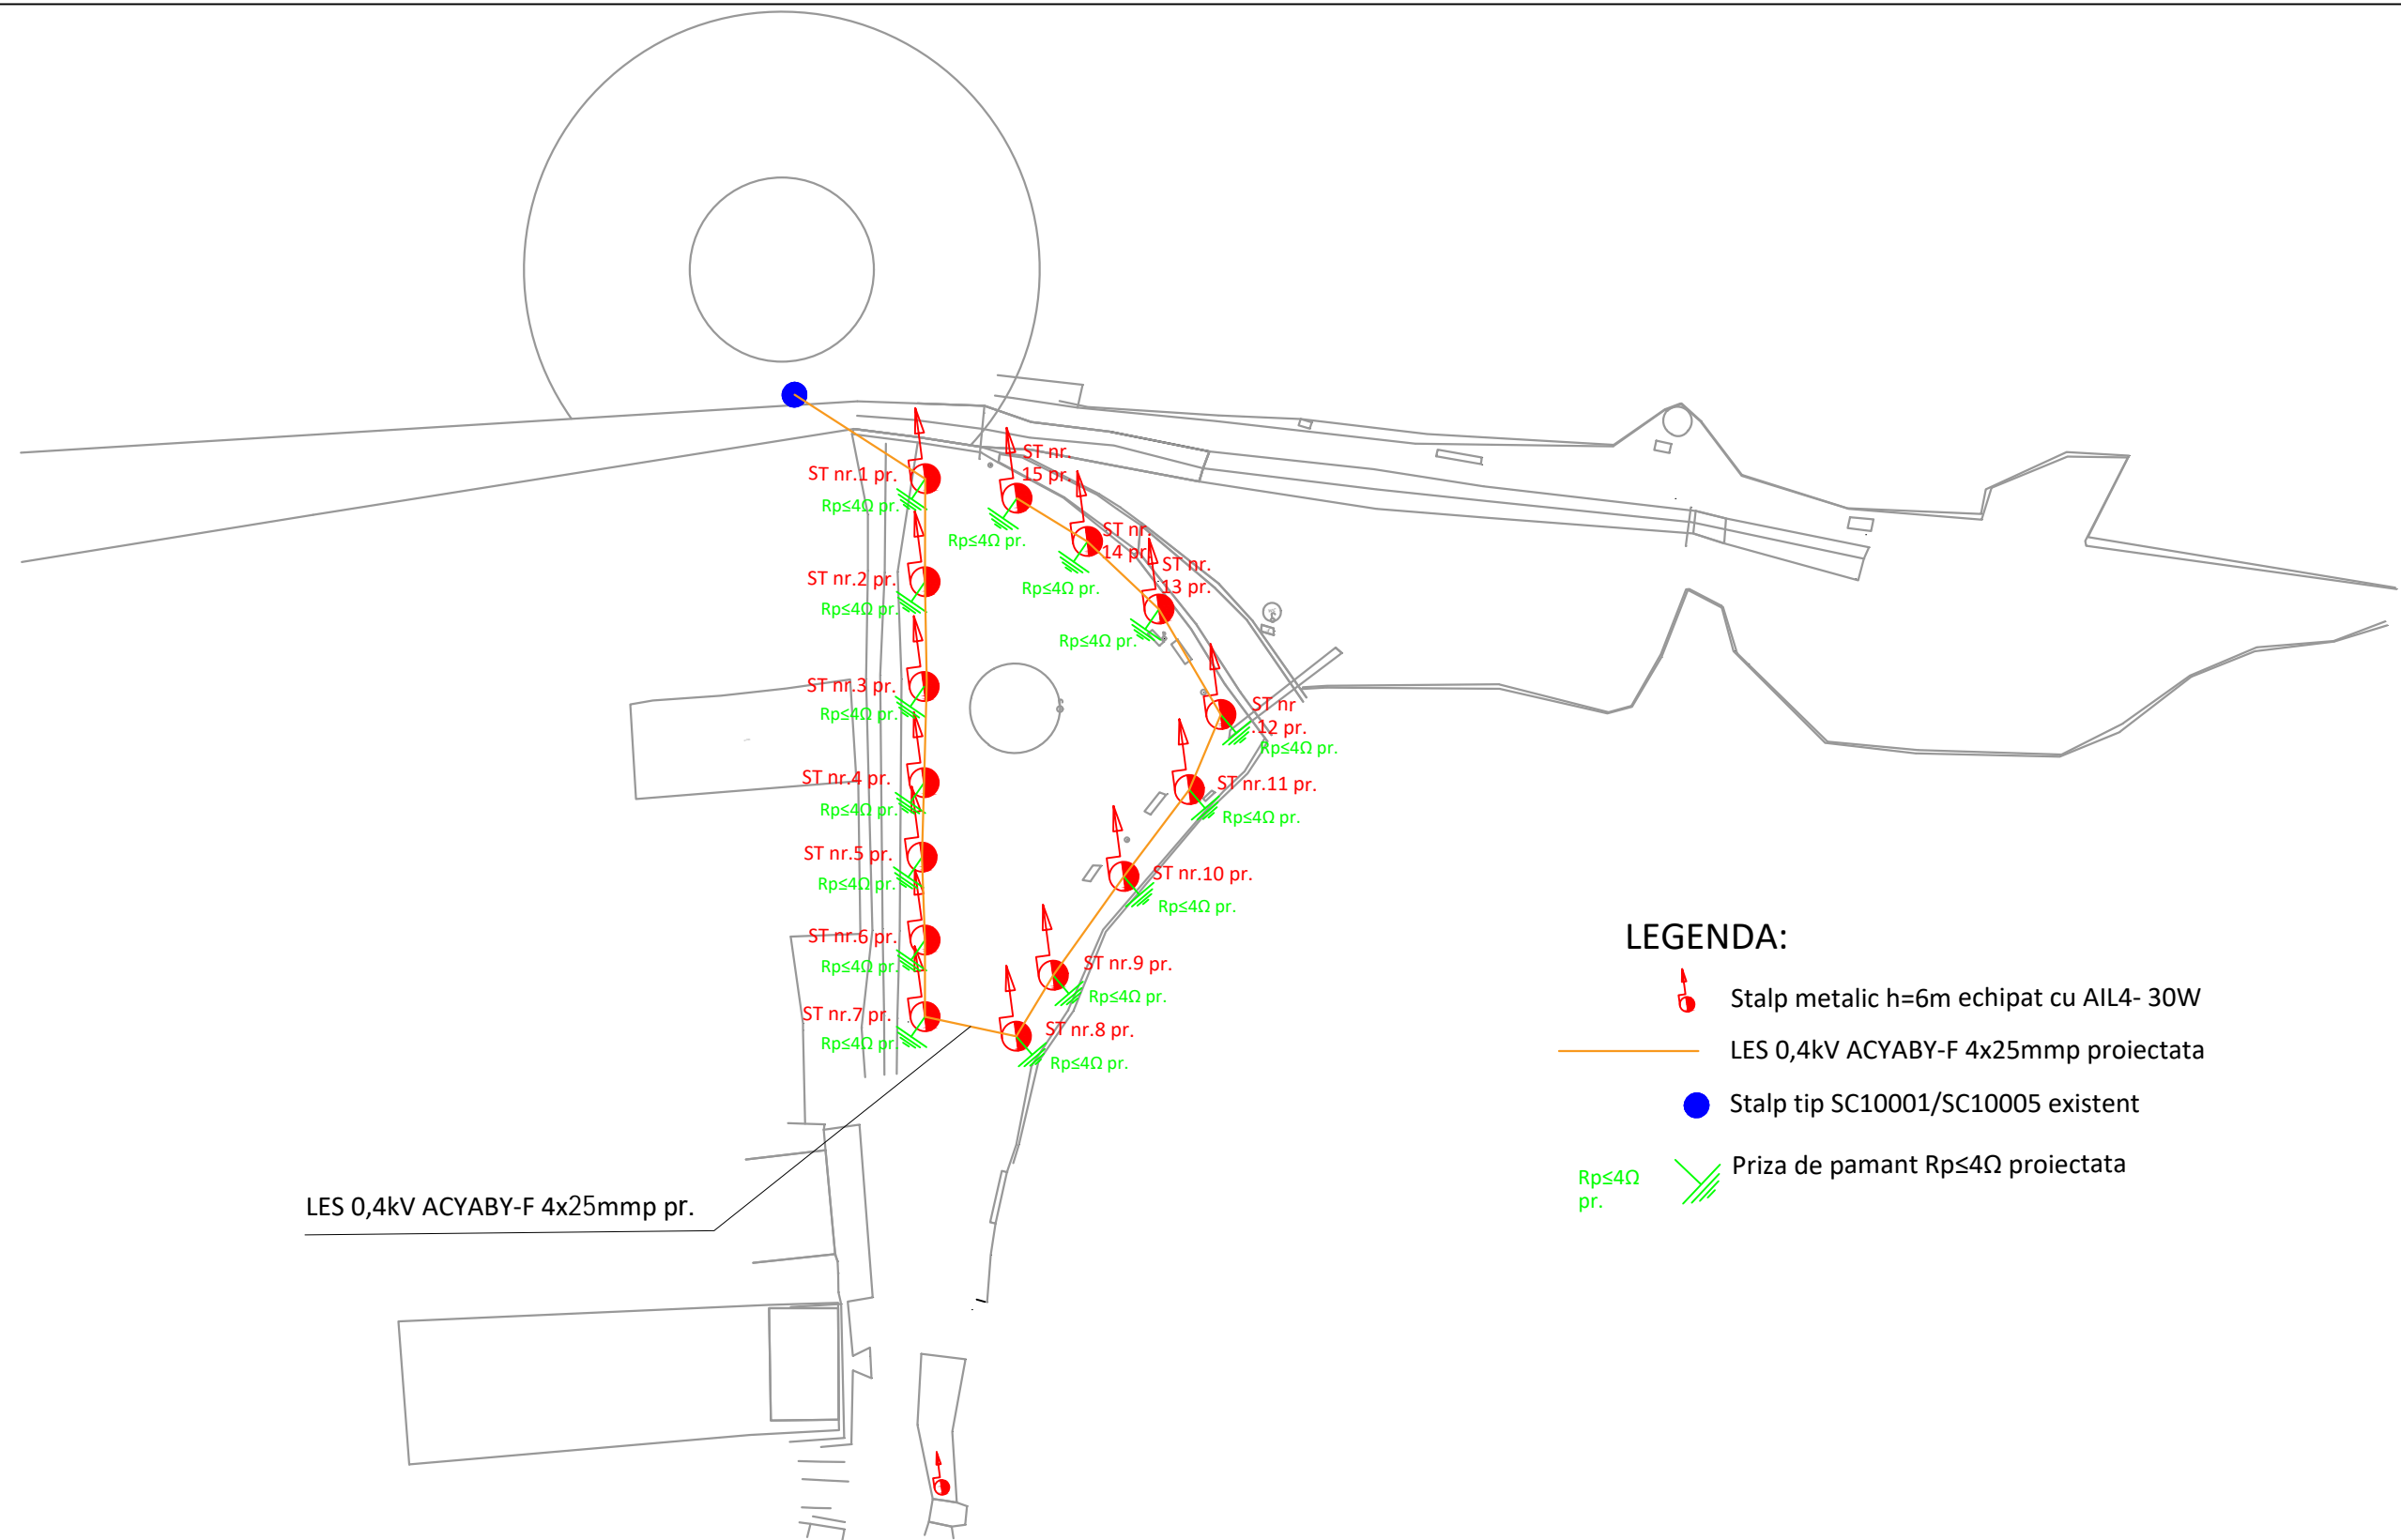 ST nr.
15 pr.
ST nr.1 pr.
Rp≤4Ω pr.
Rp≤4Ω pr.
ST nr.
14 pr.
ST nr.
13 pr.
ST nr.2 pr.
Rp≤4Ω pr.
Rp≤4Ω pr.
Rp≤4Ω pr.
ST nr.3 pr.
Rp≤4Ω pr.
ST nr
.12 pr.
Rp≤4Ω pr.
ST nr.4 pr.
Rp≤4Ω pr.
ST nr.11 pr.
Rp≤4Ω pr.
ST nr.5 pr.
Rp≤4Ω pr.
ST nr.10 pr.
Rp≤4Ω pr.
ST nr.6 pr.
Rp≤4Ω pr.
ST nr.9 pr.
Rp≤4Ω pr.
ST nr.7 pr.
Rp≤4Ω pr.
ST nr.8 pr.
Rp≤4Ω pr.
LES 0,4kV ACYABY-F 4x25mmp pr.
LEGENDA:
Stalp metalic h=6m echipat cu AIL4- 30W
LES 0,4kV ACYABY-F 4x25mmp proiectata
Stalp tip SC10001/SC10005 existent
Rp≤4Ω
pr.
Priza de pamant Rp≤4Ω proiectata